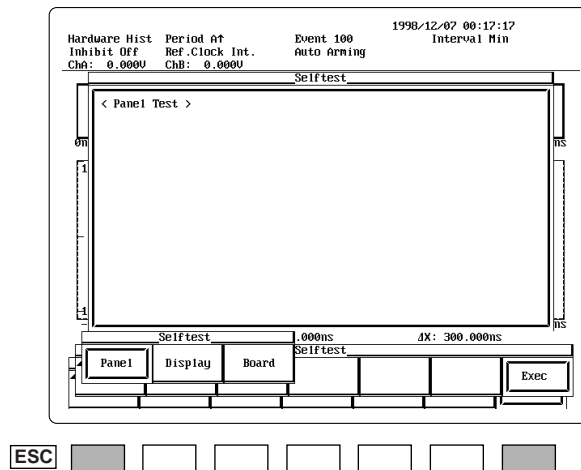 1998/12/07 00:17:17
Hardware Hist Period A↑ Event 100 Interval Min
Inhibit Off Ref.Clock Int. Auto Arming
ChA: 0.000V ChB: 0.000V
Selftest
< Panel Test >
0n ns
1
-1 ns
Selftest .000ns ΔX: 300.000ns
Selftest
Panel Display Board Exec
ESC